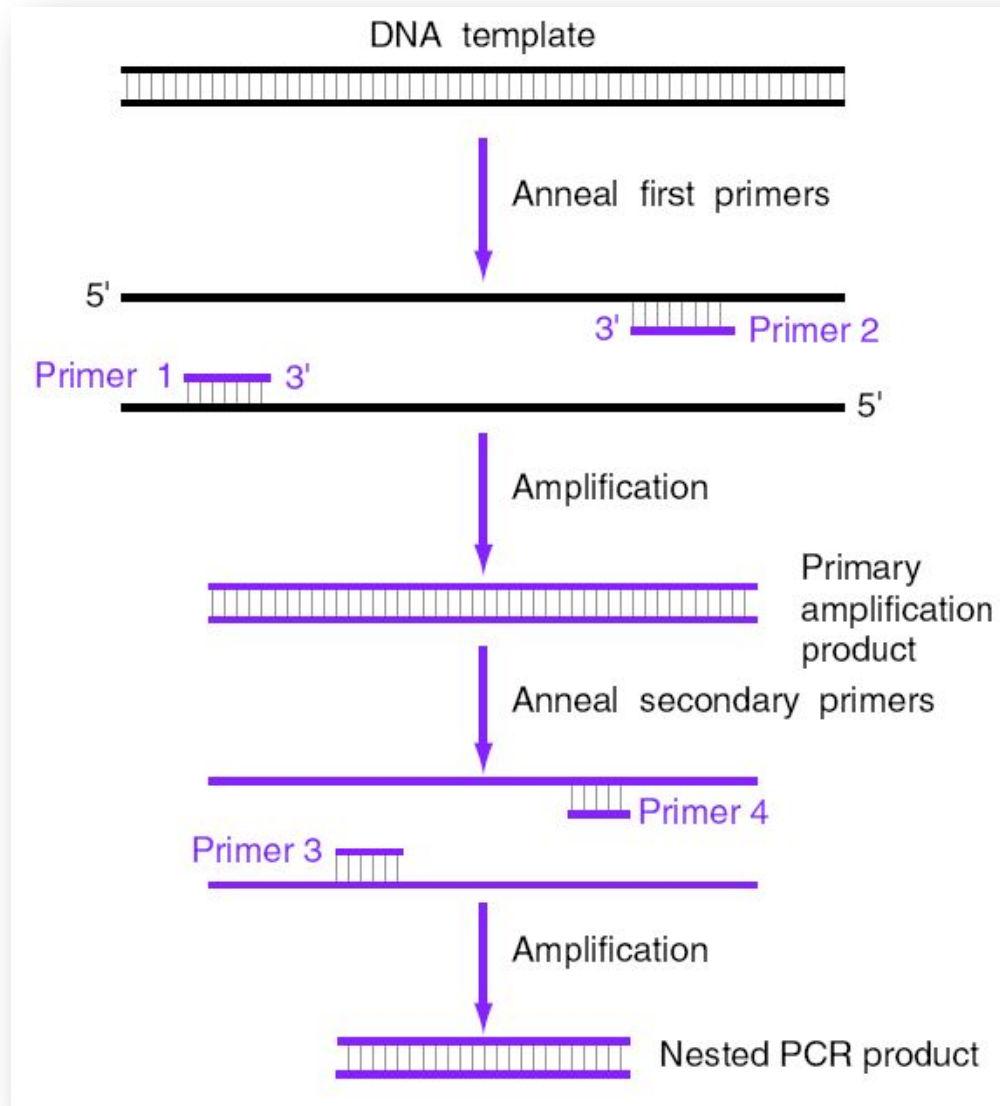 DNA template
Anneal first primers
5'
3' Primer 2
Primer 1 3'
5'
Amplification
Primary
amplification
product
Anneal secondary primers
Primer 4
Primer 3
Amplification
Nested PCR product